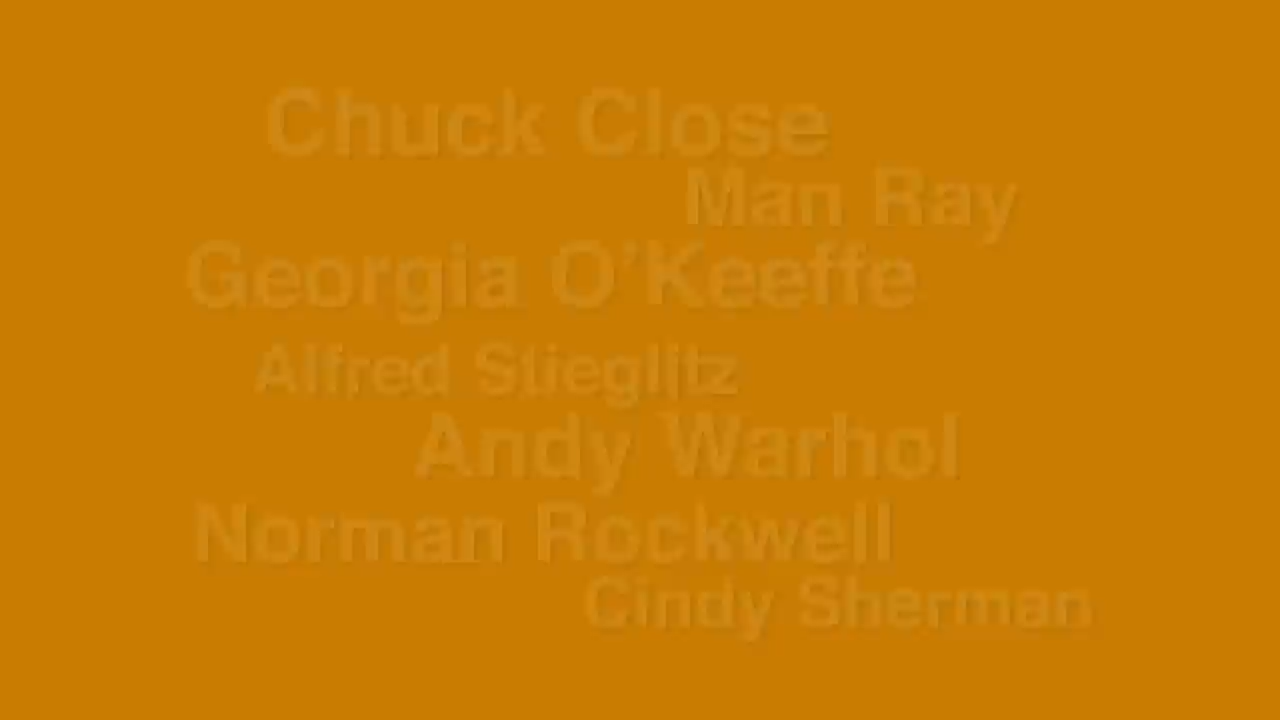 Chuck Close
Man Ray
Georgia O'Keeffe
Alfred Stieglitz
Andy Warhol
Norman Rockwell
Cindy Sherman